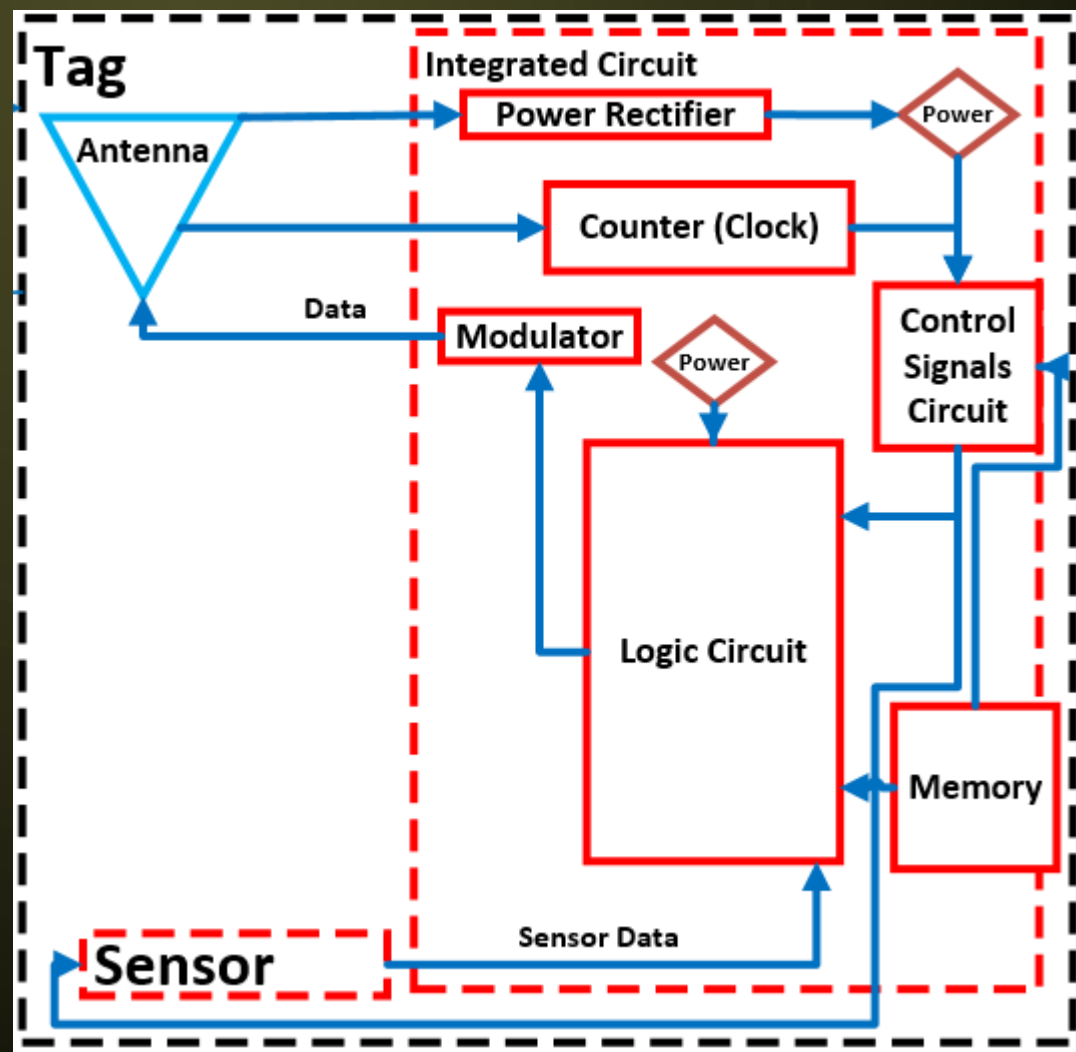 Tag
Integrated Circuit
Power Rectifier
Power
Antenna
Counter (Clock)
Data
Modulator
Power
Control
Signals
Circuit
Logic Circuit
Memory
Sensor Data
Sensor